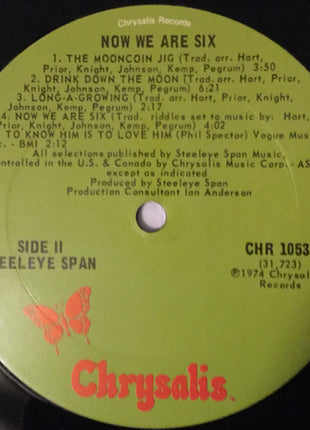 Chrysalis Records
NOW WE ARE SIX
1. THE MOONCOIN JIG (Trad. arr. Hart,
Prior, Knight, Johnson, Kemp, Pegrum) 3:50
2. DRINK DOWN THE MOON (Trad. arr. Hart, Prior,
Knight, Johnson, Kemp, Pegrum) 6:21
3. LONG-A-GROWING (Trad. arr. Hart, Prior, Knight,
Johnson, Kemp, Pegrum) 2:17
4. NOW WE ARE SIX (Trad. riddles set to music by: Hart,
Prior, Knight, Johnson, Kemp, Pegrum) 4:02
TO KNOW HIM IS TO LOVE HIM (Phil Spector) Vogue Music
c. - BMI 2:12
All selections published by Steeleye Span Music,
controlled in the U.S. & Canada by Chrysalis Music Corp. - AS
except as indicated
Produced by Steeleye Span
Production Consultant Ian Anderson
SIDE II
EELEYE SPAN
CHR 1053
(31,723)
℗1974 Chrysalis
Records
Chrysalis